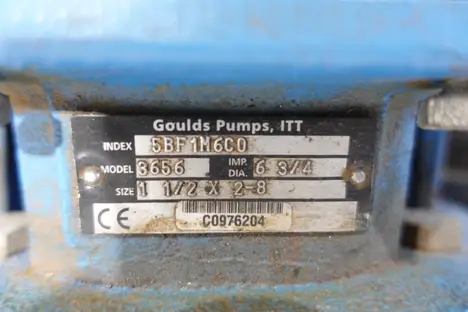 Goulds Pumps, ITT
INDEX 5BF1M6C0
MODEL 3656 IMP. DIA. 6 3/4
SIZE 1 1/2 X 2-8
CE C0976204